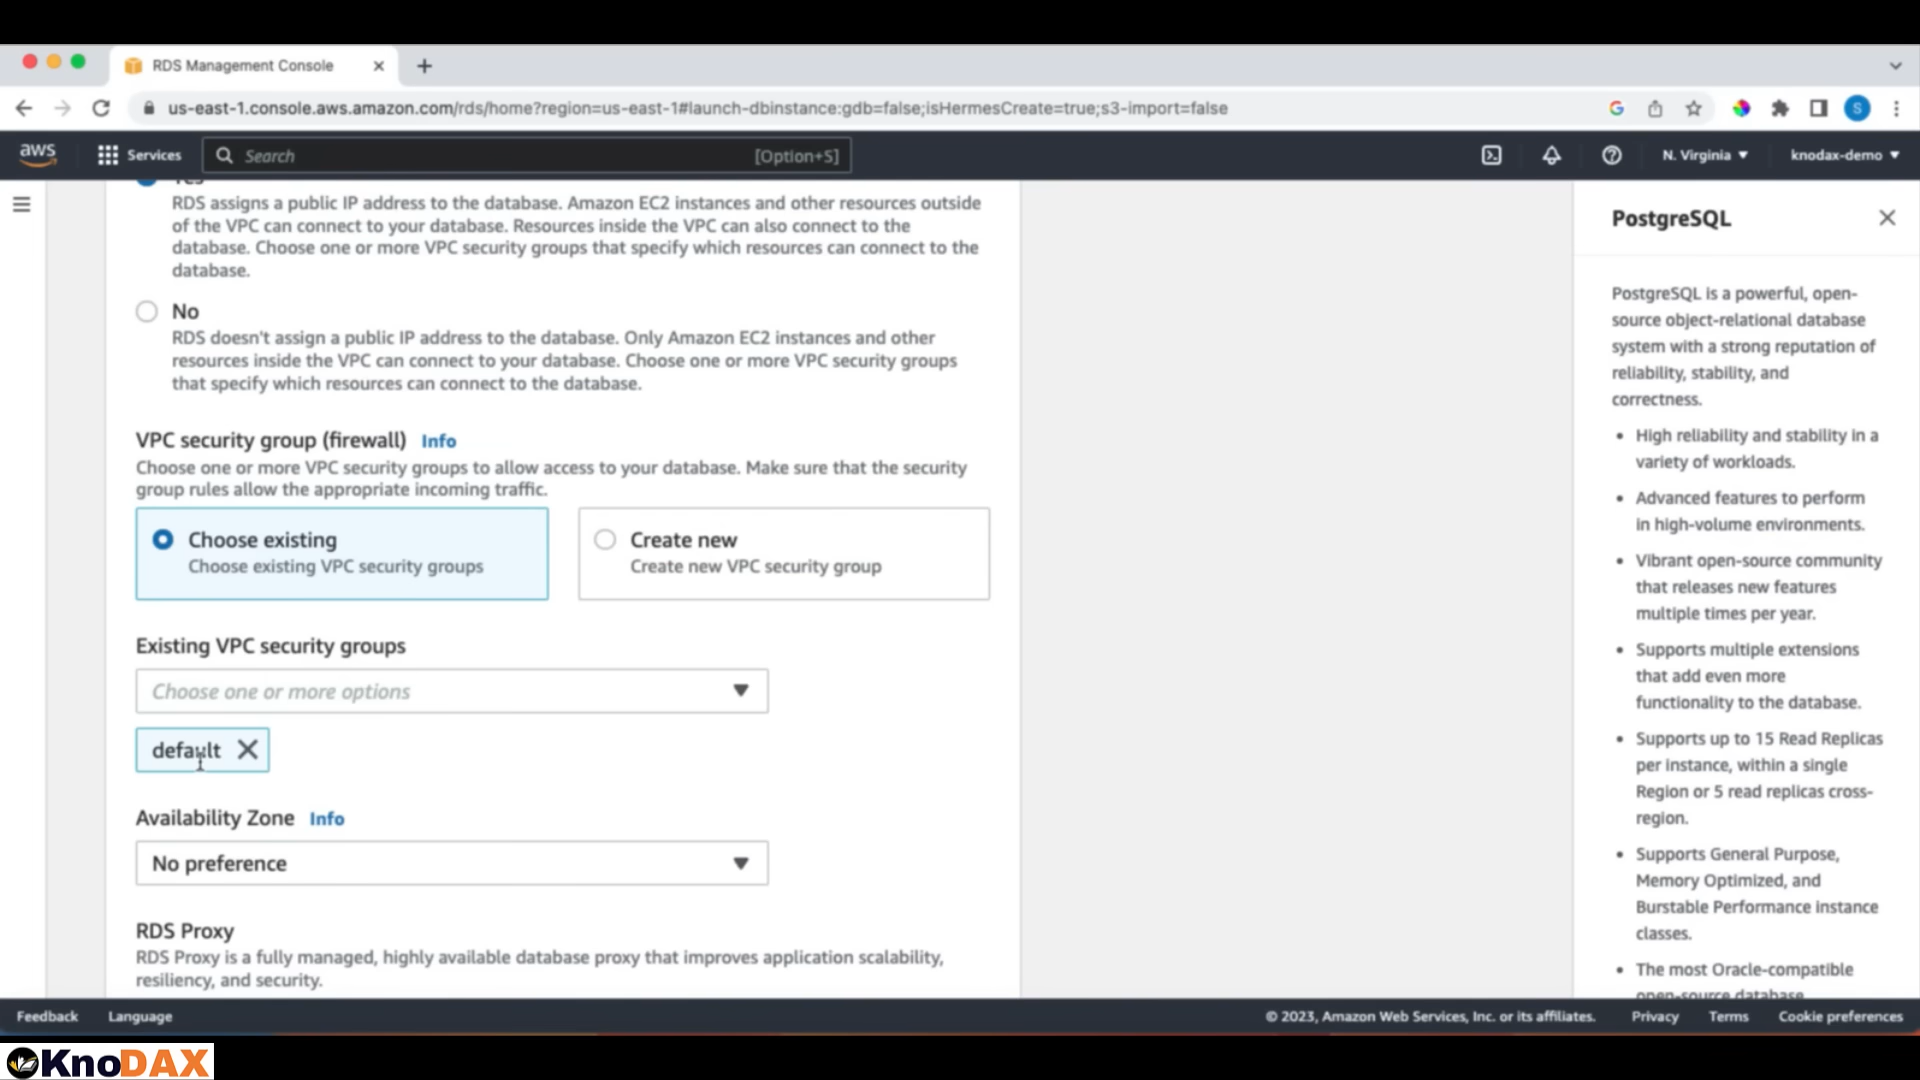 RDS Management Console
us-east-1.console.aws.amazon.com/rds/home?region=us-east-1#launch-dbinstance:gdb=false;isHermesCreate=true;s3-import=false
S
aws
Services
Search
[Option+S]
N. Virginia
knodax-demo
Yes
RDS assigns a public IP address to the database. Amazon EC2 instances and other resources outside
of the VPC can connect to your database. Resources inside the VPC can also connect to the
database. Choose one or more VPC security groups that specify which resources can connect to the
database.
No
RDS doesn't assign a public IP address to the database. Only Amazon EC2 instances and other
resources inside the VPC can connect to your database. Choose one or more VPC security groups
that specify which resources can connect to the database.
VPC security group (firewall) Info
Choose one or more VPC security groups to allow access to your database. Make sure that the security
group rules allow the appropriate incoming traffic.
Choose existing
Choose existing VPC security groups
Create new
Create new VPC security group
Existing VPC security groups
Choose one or more options
default
Availability Zone Info
No preference
RDS Proxy
RDS Proxy is a fully managed, highly available database proxy that improves application scalability,
resiliency, and security.
PostgreSQL
PostgreSQL is a powerful, open-
source object-relational database
system with a strong reputation of
reliability, stability, and
correctness.
• High reliability and stability in a
variety of workloads.
• Advanced features to perform
in high-volume environments.
• Vibrant open-source community
that releases new features
multiple times per year.
• Supports multiple extensions
that add even more
functionality to the database.
• Supports up to 15 Read Replicas
per instance, within a single
Region or 5 read replicas cross-
region.
• Supports General Purpose,
Memory Optimized, and
Burstable Performance instance
classes.
• The most Oracle-compatible
open-source database
Feedback
Language
© 2023, Amazon Web Services, Inc. or its affiliates.
Privacy
Terms
Cookie preferences
KnoDAX